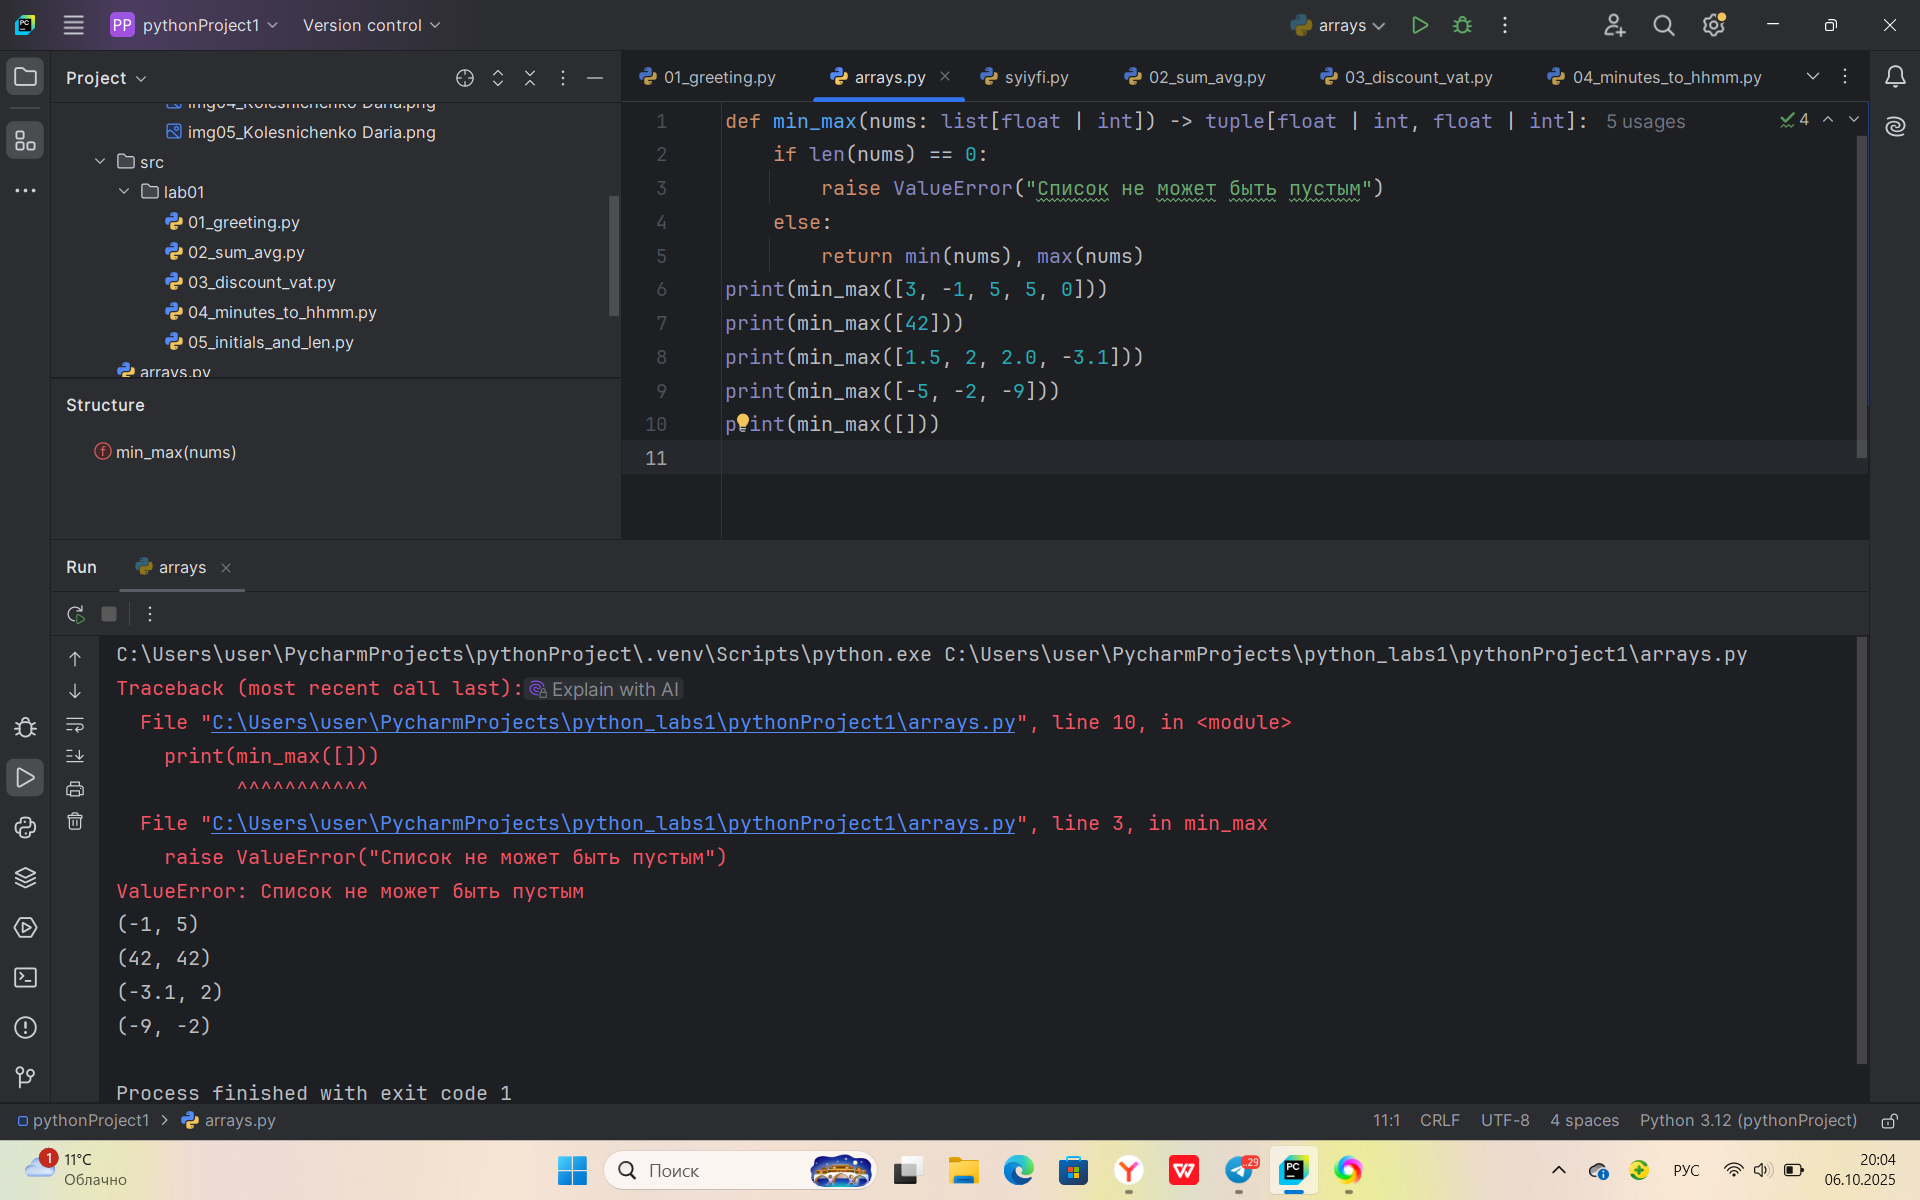 PP pythonProject1 Version control arrays
Project
01_greeting.py arrays.py syiyfi.py 02_sum_avg.py 03_discount_vat.py 04_minutes_to_hhmm.py
img04_Kolesnichenko Daria.png
img05_Kolesnichenko Daria.png
src
lab01
01_greeting.py
02_sum_avg.py
03_discount_vat.py
04_minutes_to_hhmm.py
05_initials_and_len.py
arrays.py
Structure
f min_max(nums)
1 def min_max(nums: list[float | int]) -> tuple[float | int, float | int]: 5 usages 4
2 if len(nums) == 0:
3 raise ValueError("Список не может быть пустым")
4 else:
5 return min(nums), max(nums)
6 print(min_max([3, -1, 5, 5, 0]))
7 print(min_max([42]))
8 print(min_max([1.5, 2, 2.0, -3.1]))
9 print(min_max([-5, -2, -9]))
10 print(min_max([]))
11
Run arrays
C:\Users\user\PycharmProjects\pythonProject\.venv\Scripts\python.exe C:\Users\user\PycharmProjects\python_labs1\pythonProject1\arrays.py
Traceback (most recent call last): Explain with AI
File "C:\Users\user\PycharmProjects\python_labs1\pythonProject1\arrays.py", line 10, in <module>
print(min_max([]))
^^^^^^^^^^^
File "C:\Users\user\PycharmProjects\python_labs1\pythonProject1\arrays.py", line 3, in min_max
raise ValueError("Список не может быть пустым")
ValueError: Список не может быть пустым
(-1, 5)
(42, 42)
(-3.1, 2)
(-9, -2)
Process finished with exit code 1
pythonProject1 > arrays.py 11:1 CRLF UTF-8 4 spaces Python 3.12 (pythonProject)
1 11°C
Облачно
Поиск
29
РУС
20:04
06.10.2025